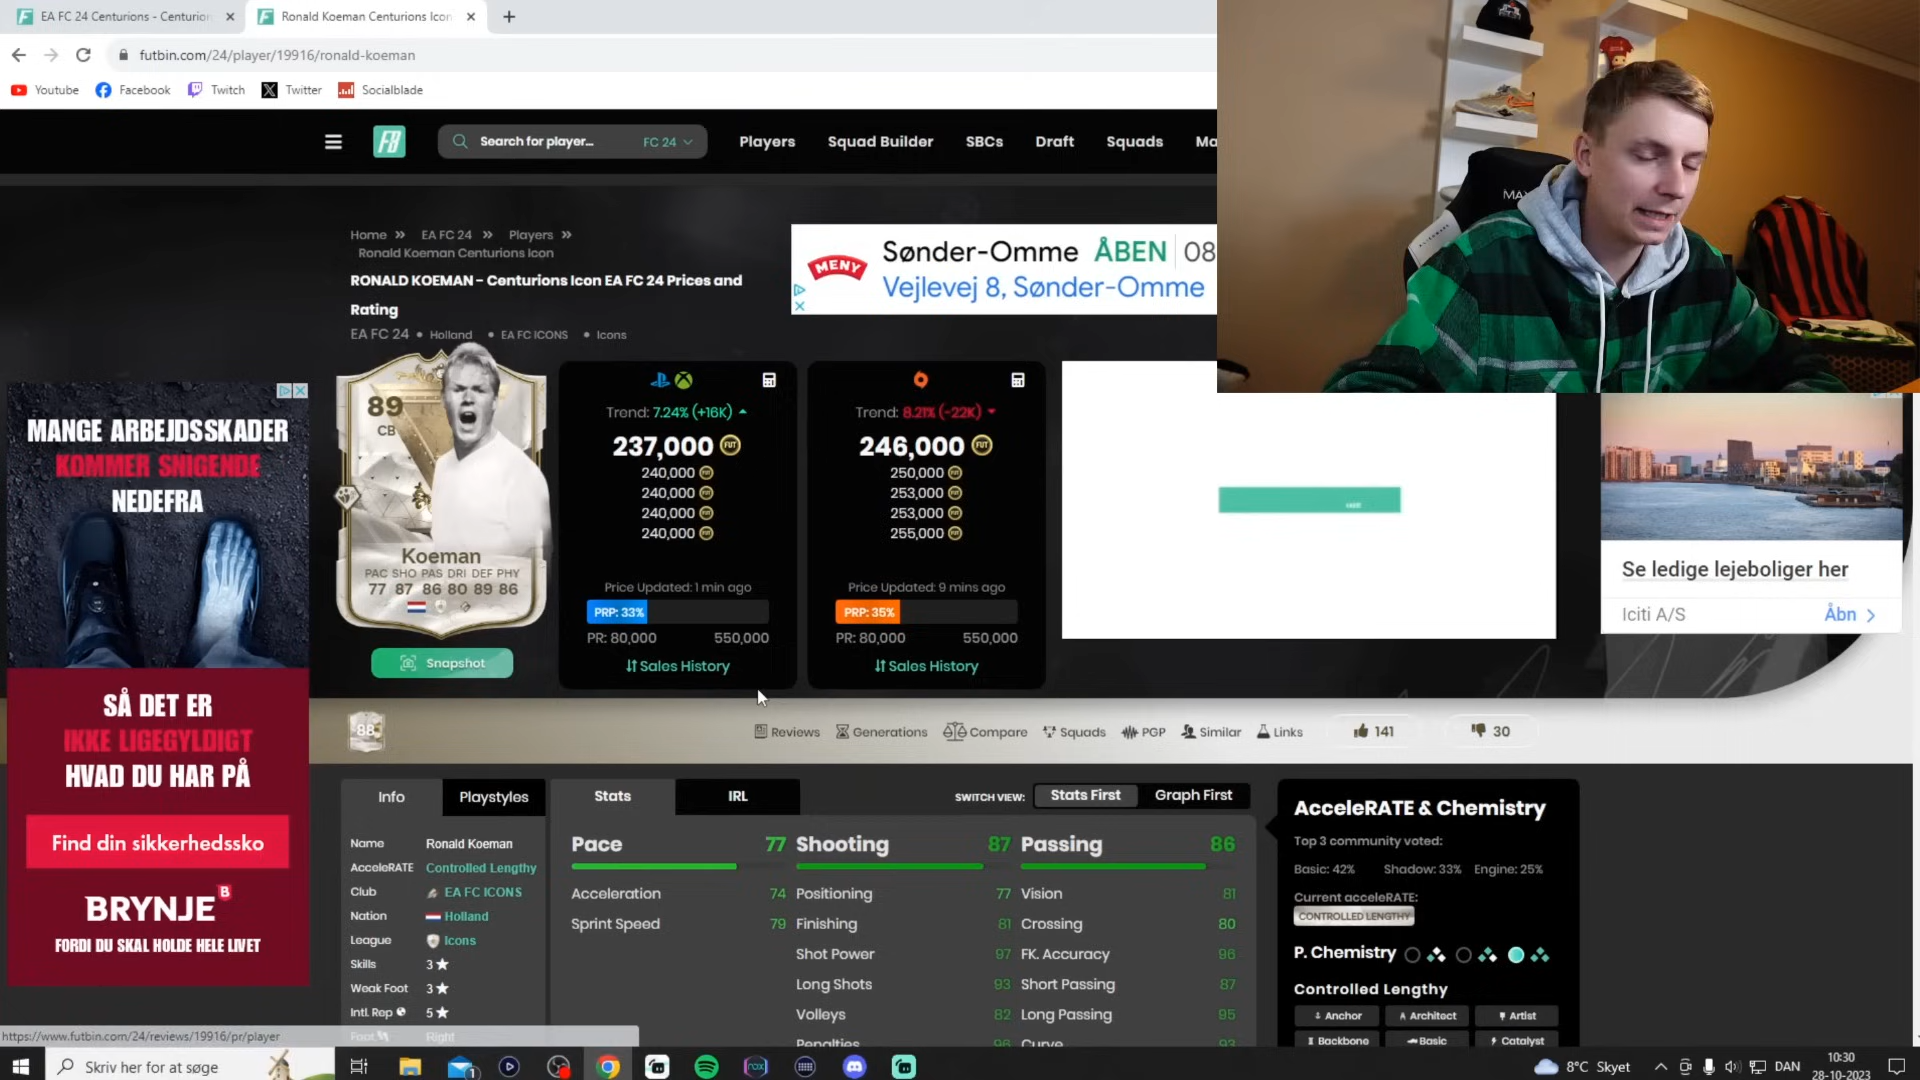 EA FC 24 Centurions - Centurion
Ronald Koeman Centurions Icon
futbin.com/24/player/19916/ronald-koeman
Youtube
Facebook
Twitch
Twitter
Socialblade
FB
Search for player...
FC 24
Players
Squad Builder
SBCs
Draft
Squads
Ma
Home » EA FC 24 » Players »
Ronald Koeman Centurions Icon
RONALD KOEMAN - Centurions Icon EA FC 24 Prices and
Rating
EA FC 24 • Holland • EA FC ICONS • Icons
MENY
Sønder-Omme ÅBEN 08
Vejlevej 8, Sønder-Omme
MANGE ARBEJDSSKADER
KOMMER SNIGENDE
NEDEFRA
SÅ DET ER
IKKE LIGEGYLDIGT
HVAD DU HAR PÅ
Find din sikkerhedssko
BRYNJE B
FORDI DU SKAL HOLDE HELE LIVET
89
CB
Koeman
PAC SHO PAS DRI DEF PHY
77 87 86 80 89 86
Snapshot
Trend: 7.24% (+16K)
237,000
240,000
240,000
240,000
240,000
Price Updated: 1 min ago
PRP: 33%
PR: 80,000 550,000
Sales History
Trend: 8.21% (-22K)
246,000
250,000
253,000
253,000
255,000
Price Updated: 9 mins ago
PRP: 35%
PR: 80,000 550,000
Sales History
Se ledige lejeboliger her
Iciti A/S
Åbn
88
Reviews
Generations
Compare
Squads
PGP
Similar
Links
141
30
Info
Playstyles
Name Ronald Koeman
AcceleRATE Controlled Lengthy
Club EA FC ICONS
Nation Holland
League Icons
Skills 3
Weak Foot 3
Intl. Rep 5
Foot Right
Stats
IRL
SWITCH VIEW:
Stats First
Graph First
Pace 77
Acceleration 74
Sprint Speed 79
Shooting 87
Positioning 77
Finishing 81
Shot Power 97
Long Shots 93
Volleys 82
Penalties 96
Passing 86
Vision 81
Crossing 80
FK. Accuracy 96
Short Passing 87
Long Passing 95
Curve 93
AcceleRATE & Chemistry
Top 3 community voted:
Basic: 42% Shadow: 33% Engine: 25%
Current acceleRATE:
CONTROLLED LENGTHY
P. Chemistry
Controlled Lengthy
Anchor
Architect
Artist
Backbone
Basic
Catalyst
https://www.futbin.com/24/reviews/19916/pr/player
Skriv her for at søge
8°C Skyet
DAN
10:30
28-10-2023